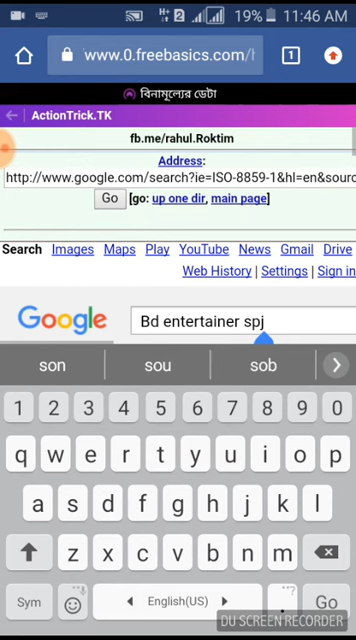 19% 11:46 AM
www.0.freebasics.com/h
1
বিনামূল্যের ডেটা
ActionTrick.TK
fb.me/rahul.Roktim
Address:
http://www.google.com/search?ie=ISO-8859-1&hl=en&sourc
Go [go: up one dir, main page]
Search Images Maps Play YouTube News Gmail Drive
Web History | Settings | Sign in
Google Bd entertainer spj
son sou sob
1 2 3 4 5 6 7 8 9 0
q w e r t y u i o p
a s d f g h j k l
z x c v b n m
Sym English(US) . Go
DU SCREEN RECORDER